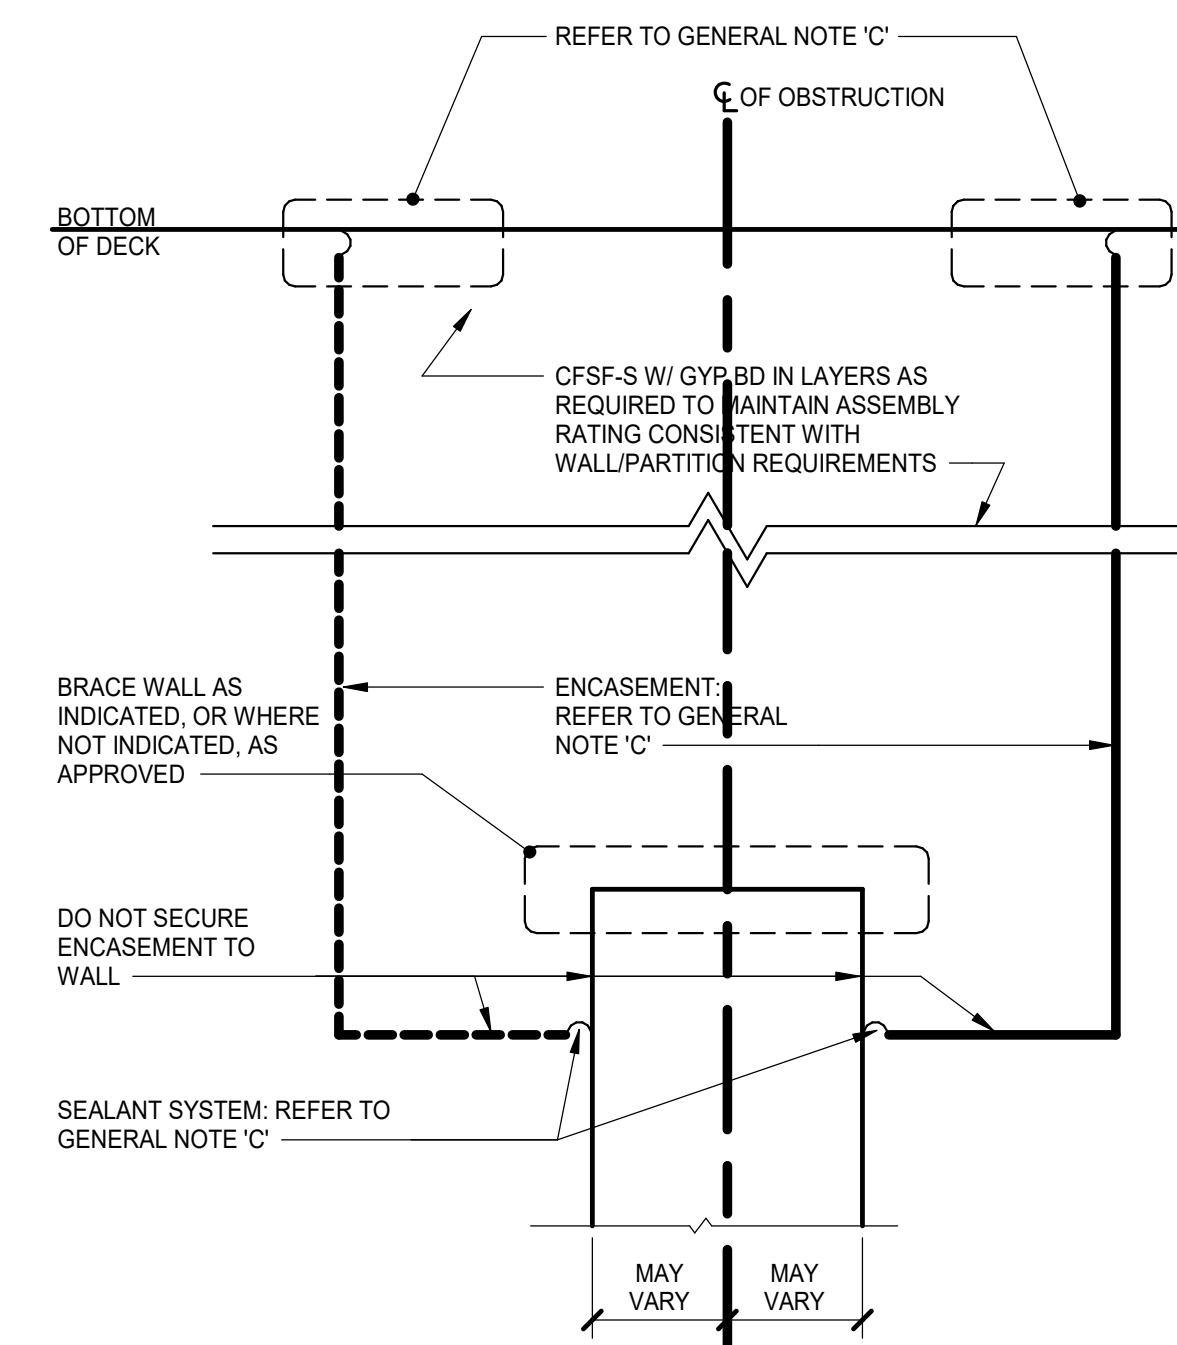 REFER TO GENERAL NOTE 'C'
℄ OF OBSTRUCTION
BOTTOM
OF DECK
CFSF-S W/ GYP BD IN LAYERS AS
REQUIRED TO MAINTAIN ASSEMBLY
RATING CONSISTENT WITH
WALL/PARTITION REQUIREMENTS
BRACE WALL AS
INDICATED, OR WHERE
NOT INDICATED, AS
APPROVED
ENCASEMENT:
REFER TO GENERAL
NOTE 'C'
DO NOT SECURE
ENCASEMENT TO
WALL
SEALANT SYSTEM: REFER TO
GENERAL NOTE 'C'
MAY
VARY
MAY
VARY